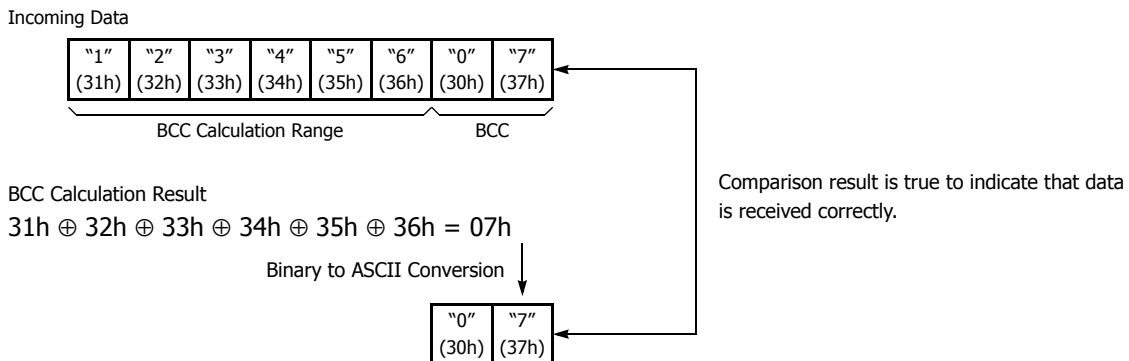 Incoming Data
“1” “2” “3” “4” “5” “6” “0” “7”
(31h) (32h) (33h) (34h) (35h) (36h) (30h) (37h)
BCC Calculation Range BCC
BCC Calculation Result
31h ⊕ 32h ⊕ 33h ⊕ 34h ⊕ 35h ⊕ 36h = 07h
Binary to ASCII Conversion
“0” “7”
(30h) (37h)
Comparison result is true to indicate that data
is received correctly.